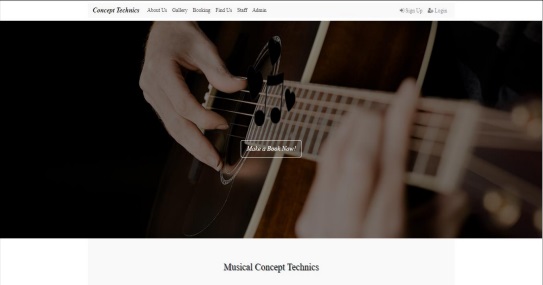 Concept Technics About Us Gallery Booking Find Us Staff Admin Sign Up Login
Make a Book Now!
Musical Concept Technics